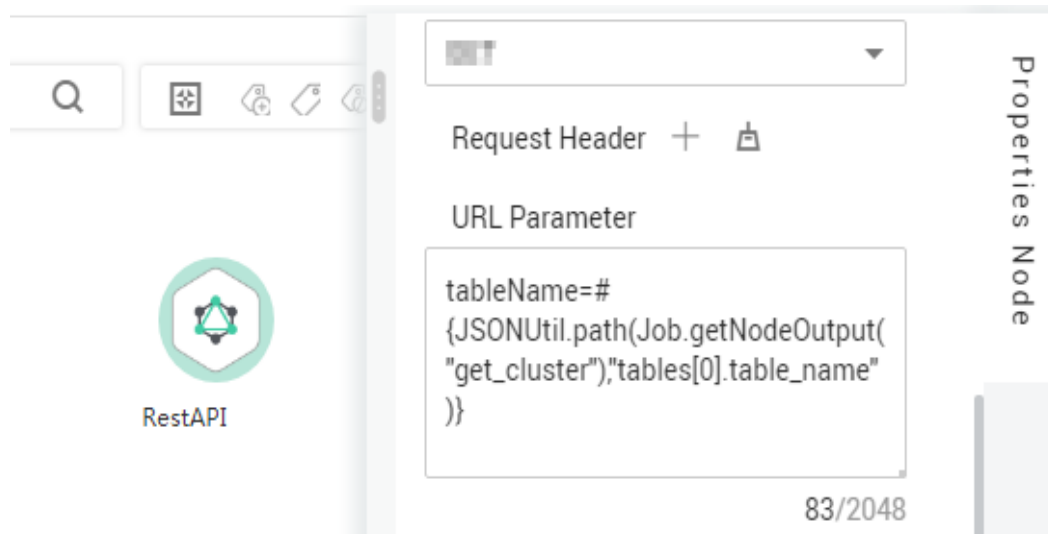 Request Header
URL Parameter
tableName=#
{JSONUtil.path(Job.getNodeOutput(
"get_cluster"),"tables[0].table_name"
)}
83/2048
RestAPI
Properties Node